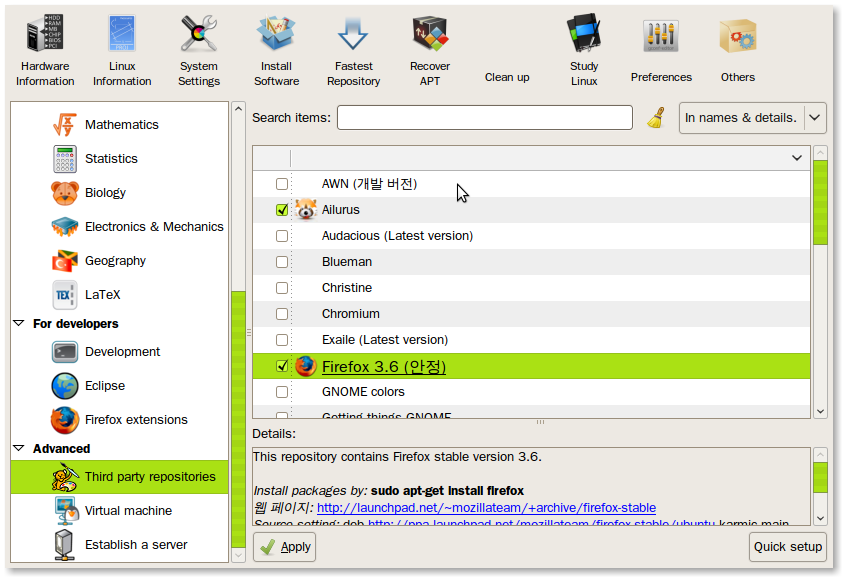 Hardware Information
Linux Information
System Settings
Install Software
Fastest Repository
Recover APT
Clean up
Study Linux
Preferences
Others
Mathematics
Statistics
Biology
Electronics & Mechanics
Geography
TEX LaTeX
For developers
Development
Eclipse
Firefox extensions
Advanced
Third party repositories
Virtual machine
Establish a server
Search items:
In names & details.
AWN (개발 버전)
Ailurus
Audacious (Latest version)
Blueman
Christine
Chromium
Exaile (Latest version)
Firefox 3.6 (안정)
GNOME colors
Getting things GNOME
Details:
This repository contains Firefox stable version 3.6.
Install packages by: sudo apt-get install firefox
웹 페이지: http://launchpad.net/~mozillateam/+archive/firefox-stable
Source setting: deb http://ppa.launchpad.net/mozillateam/firefox-stable/ubuntu karmic main
Apply
Quick setup